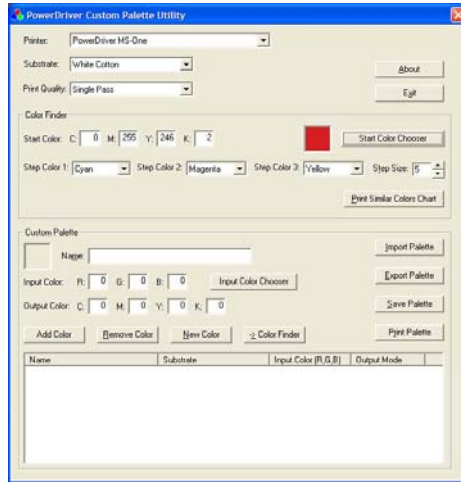 PowerDriver Custom Palette Utility
Printer: PowerDriver MS-One
Substrate: White Cotton
About
Print Quality: Single Pass
Exit
Color Finder
Start Color: C: 0 M: 255 Y: 246 K: 2 Start Color Chooser
Step Color 1: Cyan Step Color 2: Magenta Step Color 3: Yellow Step Size: 5
Print Similar Colors Chart
Custom Palette
Import Palette
Name:
Input Color: R: 0 G: 0 B: 0 Input Color Chooser
Export Palette
Output Color: C: 0 M: 0 Y: 0 K: 0
Save Palette
Add Color Remove Color New Color -> Color Finder Print Palette
Name Substrate Input Color (R,G,B) Output Mode